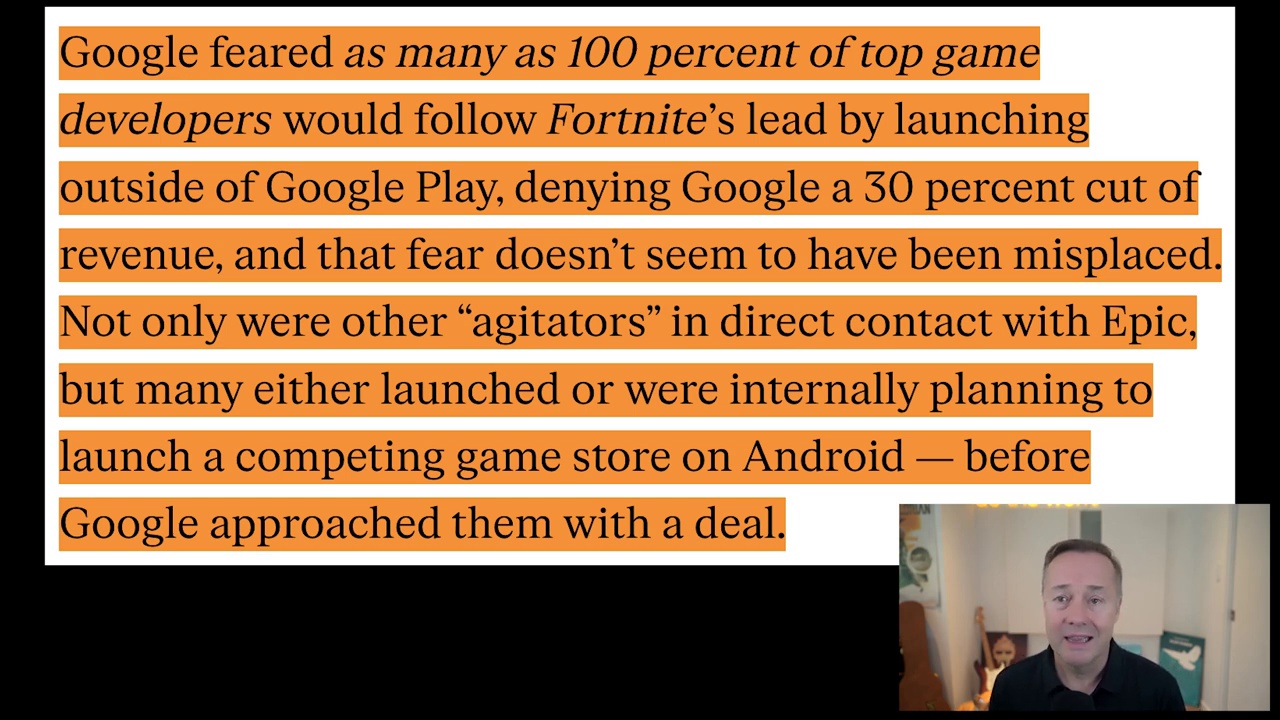 Google feared as many as 100 percent of top game
developers would follow Fortnite’s lead by launching
outside of Google Play, denying Google a 30 percent cut of
revenue, and that fear doesn’t seem to have been misplaced.
Not only were other “agitators” in direct contact with Epic,
but many either launched or were internally planning to
launch a competing game store on Android — before
Google approached them with a deal.